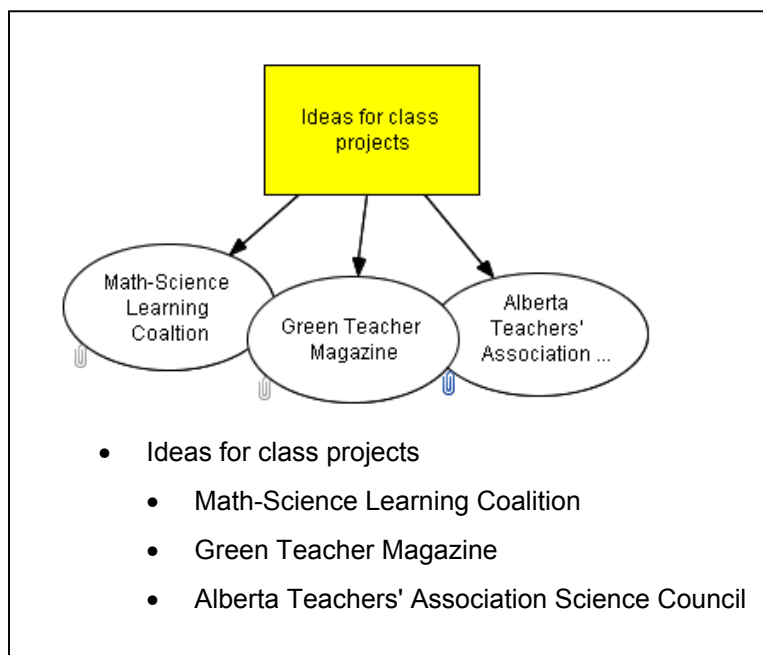 Ideas for class
projects
Math-Science
Learning
Coaltion
Green Teacher
Magazine
Alberta
Teachers'
Association ...
• Ideas for class projects
• Math-Science Learning Coalition
• Green Teacher Magazine
• Alberta Teachers' Association Science Council